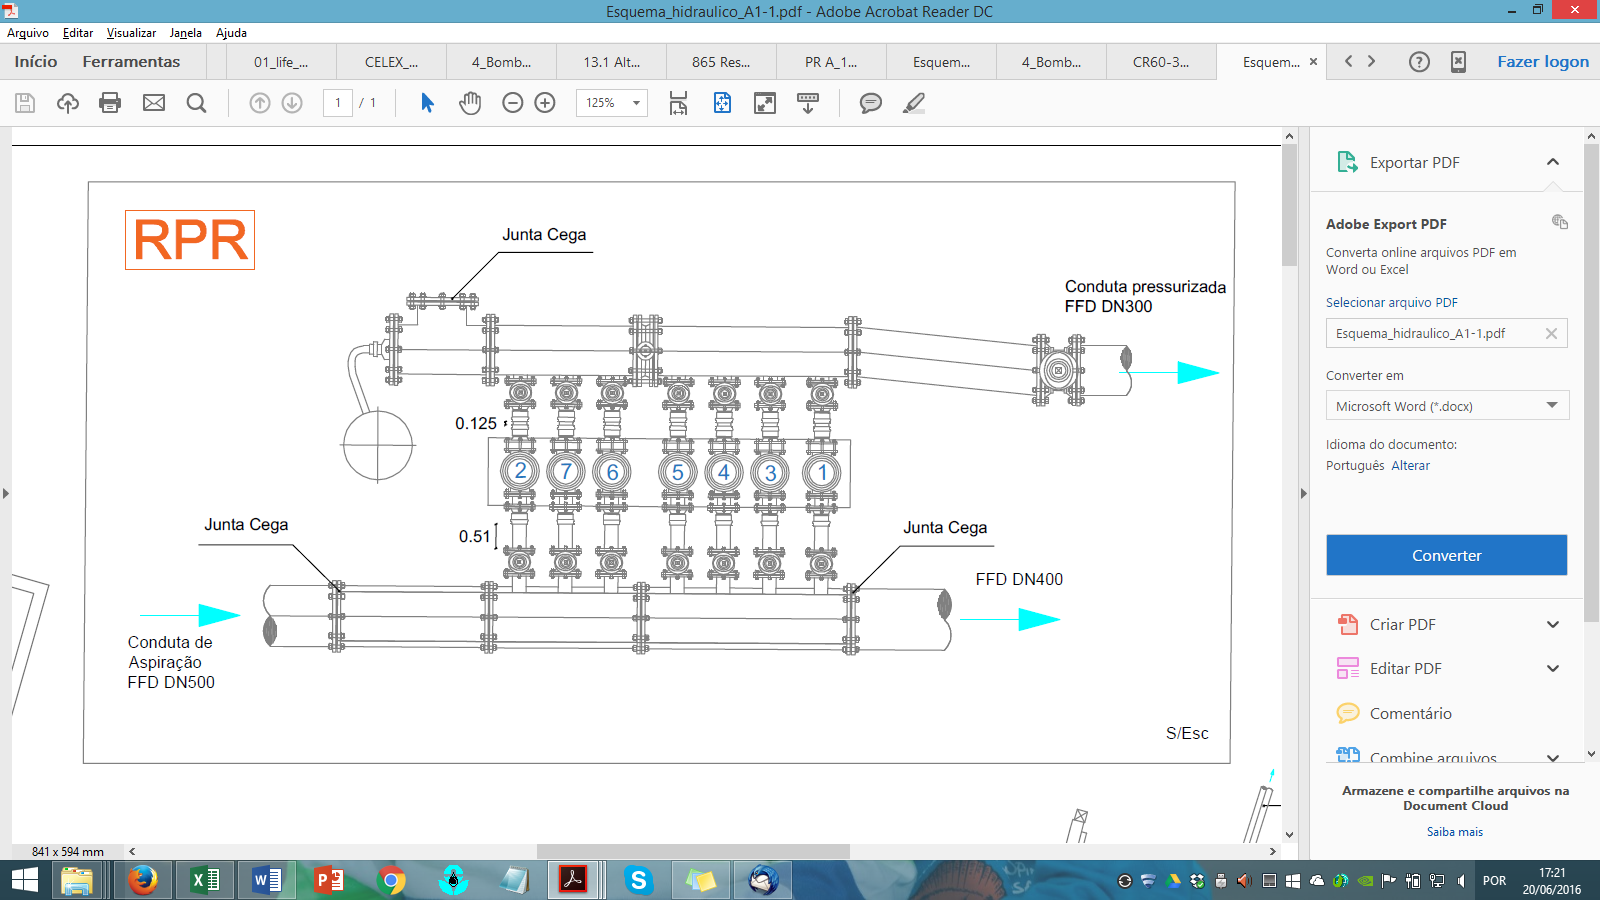 Esquema_hidraulico_A1-1.pdf - Adobe Acrobat Reader DC
Arquivo Editar Visualizar Janela Ajuda
Início Ferramentas 01_life_... CELEX_... 4_Bomb... 13.1 Alt... 865 Res... PR A_1... Esquem... 4_Bomb... CR60-3... Esquem... Fazer logon
1 / 1 125%
RPR
Junta Cega
Conduta pressurizada
FFD DN300
0.125
2 7 6 5 4 3 1
0.51
Junta Cega
Junta Cega
FFD DN400
Conduta de
Aspiração
FFD DN500
S/Esc
841 x 594 mm
Exportar PDF
Adobe Export PDF
Converta online arquivos PDF em
Word ou Excel
Selecionar arquivo PDF
Esquema_hidraulico_A1-1.pdf
Converter em
Microsoft Word (*.docx)
Idioma do documento:
Português Alterar
Converter
Criar PDF
Editar PDF
Comentário
Combine arquivos
Armazene e compartilhe arquivos na
Document Cloud
Saiba mais
POR
17:21
20/06/2016